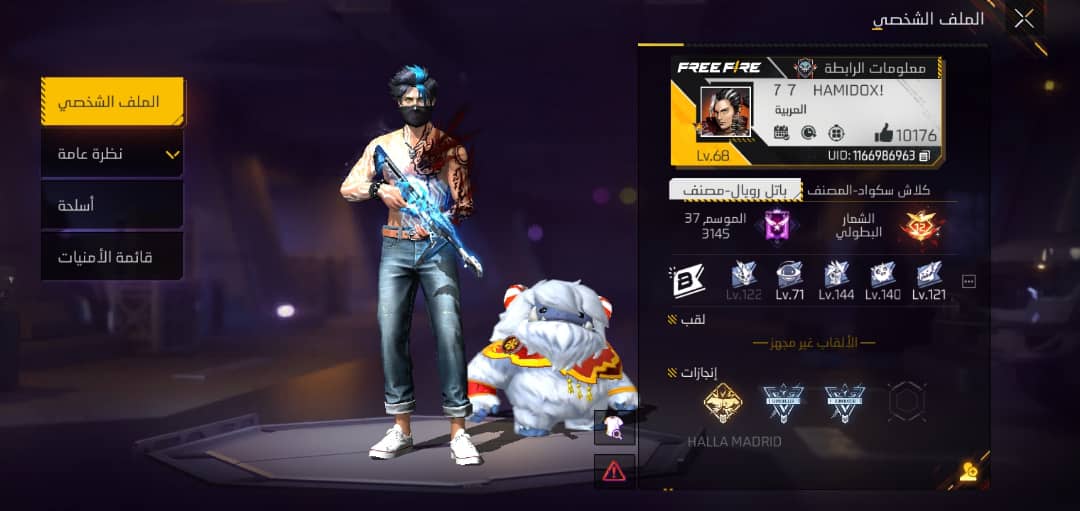 الملف الشخصي
الملف الشخصي
نظرة عامة
أسلحة
قائمة الأمنيات
FREE FIRE
معلومات الرابطة
7 7 HAMIDOX!
العربية
10176
Lv.68
UID: 1166986963
باتل رويال-مصنف
كلاش سكواد-المصنف
الموسم 37
3145
الشعار
البطولي
12
B
Lv.122
Lv.71
Lv.144
Lv.140
Lv.121
لقب
الألقاب غير مجهز
إنجازات
HALLA MADRID